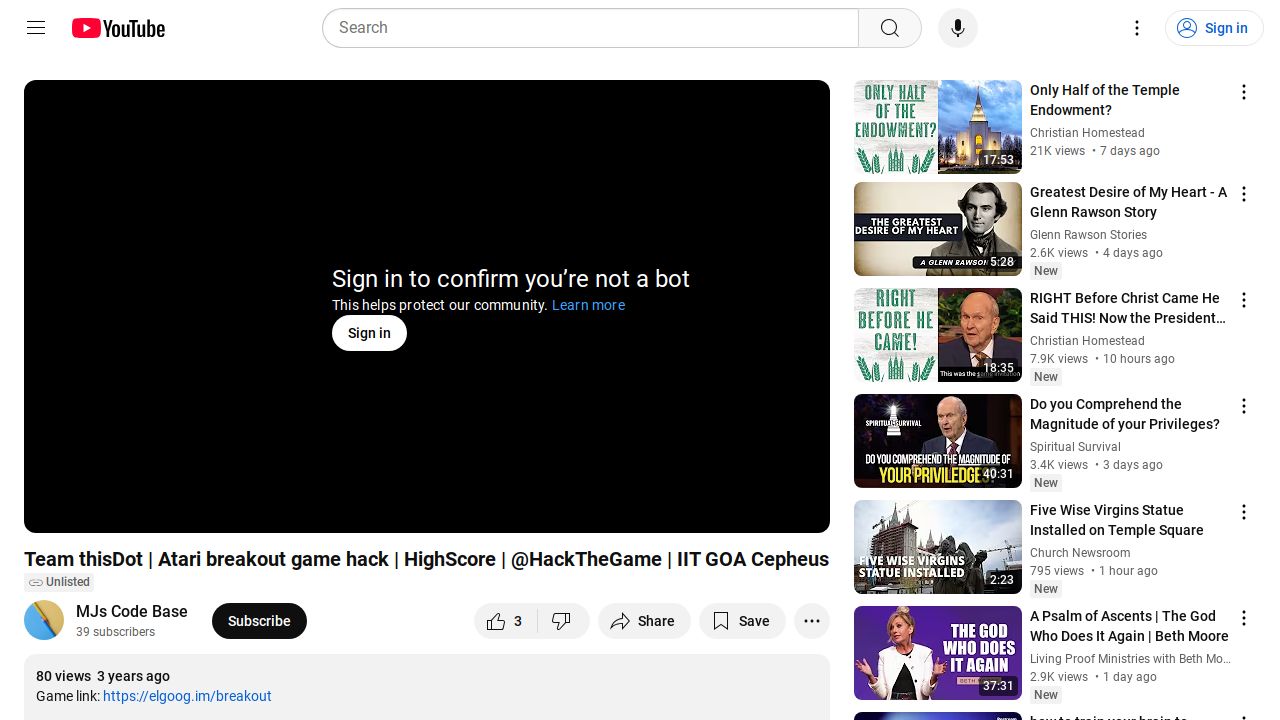 YouTube
Search
Sign in
Sign in to confirm you’re not a bot
This helps protect our community. Learn more
Sign in
Team thisDot | Atari breakout game hack | HighScore | @HackTheGame | IIT GOA Cepheus
Unlisted
MJs Code Base
39 subscribers
Subscribe
3
Share
Save
80 views 3 years ago
Game link: https://elgoog.im/breakout
ONLY HALF
OF THE
ENDOWMENT?
17:53
Only Half of the Temple
Endowment?
Christian Homestead
21K views • 7 days ago
THE GREATEST
DESIRE OF MY HEART
A GLENN RAWSON
5:28
Greatest Desire of My Heart - A
Glenn Rawson Story
Glenn Rawson Stories
2.6K views • 4 days ago
New
RIGHT
BEFORE HE
CAME!
18:35
RIGHT Before Christ Came He
Said THIS! Now the President…
Christian Homestead
7.9K views • 10 hours ago
New
SPIRITUAL SURVIVAL
DO YOU COMPREHEND THE MAGNITUDE OF
YOUR PRIVILEDGES?
40:31
Do you Comprehend the
Magnitude of your Privileges?
Spiritual Survival
3.4K views • 3 days ago
New
FIVE WISE VIRGINS
STATUE INSTALLED
2:23
Five Wise Virgins Statue
Installed on Temple Square
Church Newsroom
795 views • 1 hour ago
New
THE GOD
WHO DOES
IT AGAIN
37:31
A Psalm of Ascents | The God
Who Does It Again | Beth Moore
Living Proof Ministries with Beth Mo…
2.9K views • 1 day ago
New
how to train your brain to